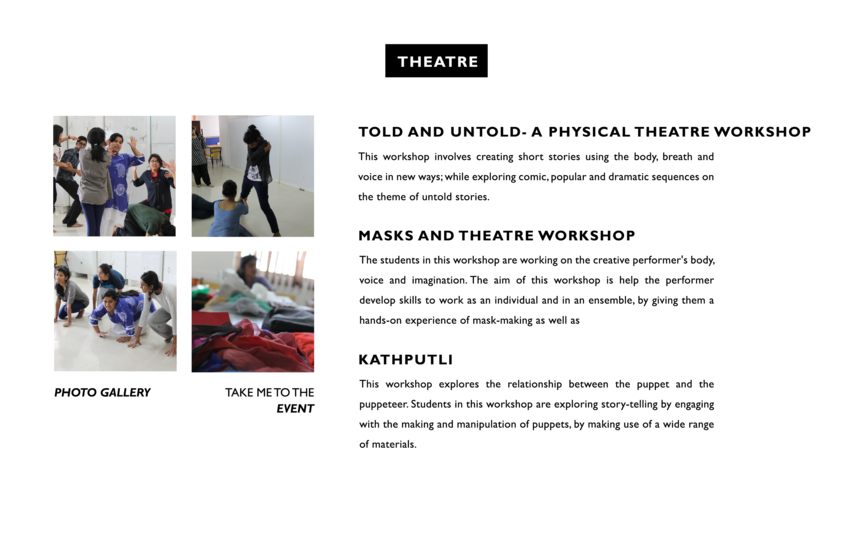 THEATRE
TOLD AND UNTOLD- A PHYSICAL THEATRE WORKSHOP
This workshop involves creating short stories using the body, breath and
voice in new ways; while exploring comic, popular and dramatic sequences on
the theme of untold stories.
MASKS AND THEATRE WORKSHOP
The students in this workshop are working on the creative performer's body,
voice and imagination. The aim of this workshop is help the performer
develop skills to work as an individual and in an ensemble, by giving them a
hands-on experience of mask-making as well as
KATHPUTLI
This workshop explores the relationship between the puppet and the
puppeteer. Students in this workshop are exploring story-telling by engaging
with the making and manipulation of puppets, by making use of a wide range
of materials.
PHOTO GALLERY
TAKE ME TO THE
EVENT